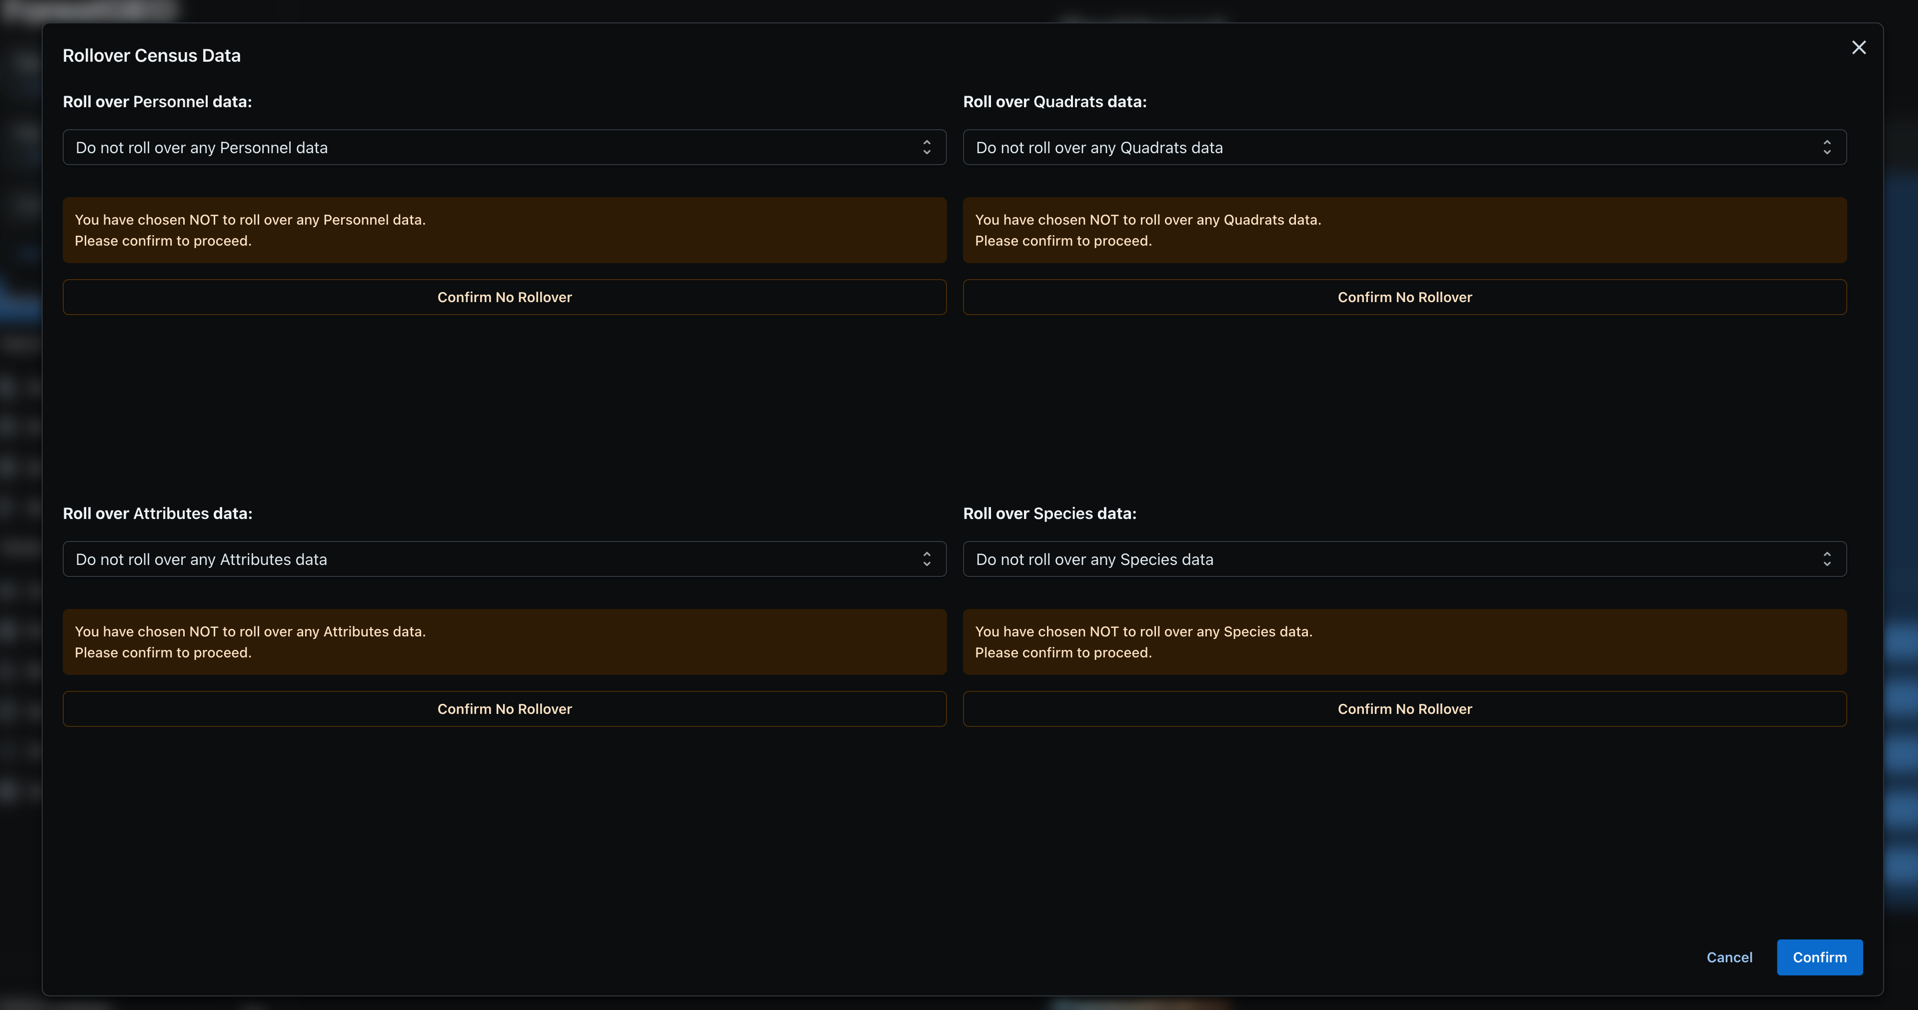 Rollover Census Data
Roll over Personnel data:
Do not roll over any Personnel data
You have chosen NOT to roll over any Personnel data.
Please confirm to proceed.
Confirm No Rollover
Roll over Quadrats data:
Do not roll over any Quadrats data
You have chosen NOT to roll over any Quadrats data.
Please confirm to proceed.
Confirm No Rollover
Roll over Attributes data:
Do not roll over any Attributes data
You have chosen NOT to roll over any Attributes data.
Please confirm to proceed.
Confirm No Rollover
Roll over Species data:
Do not roll over any Species data
You have chosen NOT to roll over any Species data.
Please confirm to proceed.
Confirm No Rollover
Cancel
Confirm